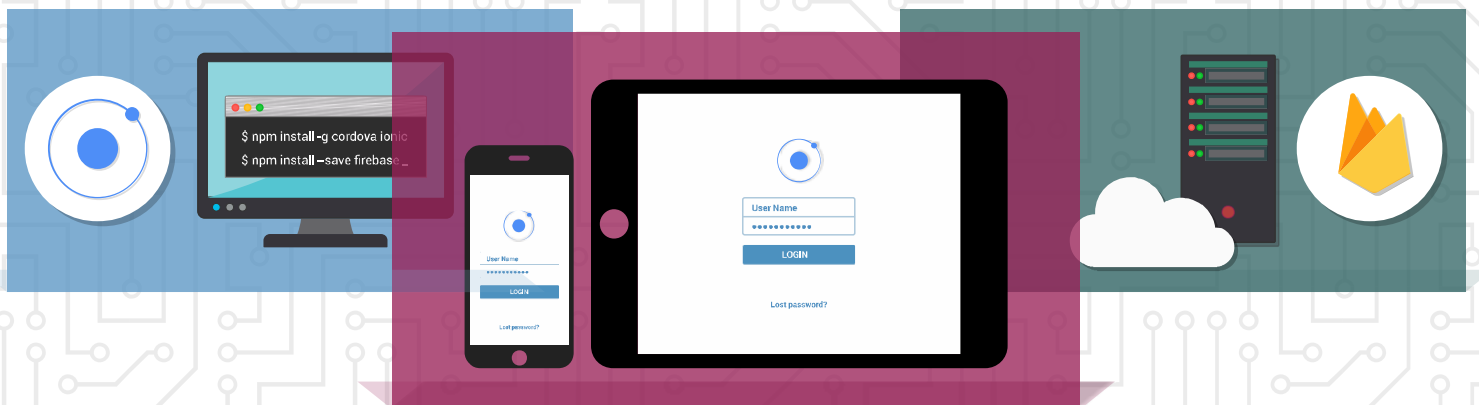 $ npm install -g cordova ionic
$ npm install –save firebase _
User Name
•••••••••••
LOGIN
Lost password?
User Name
•••••••••••
LOGIN
Lost password?